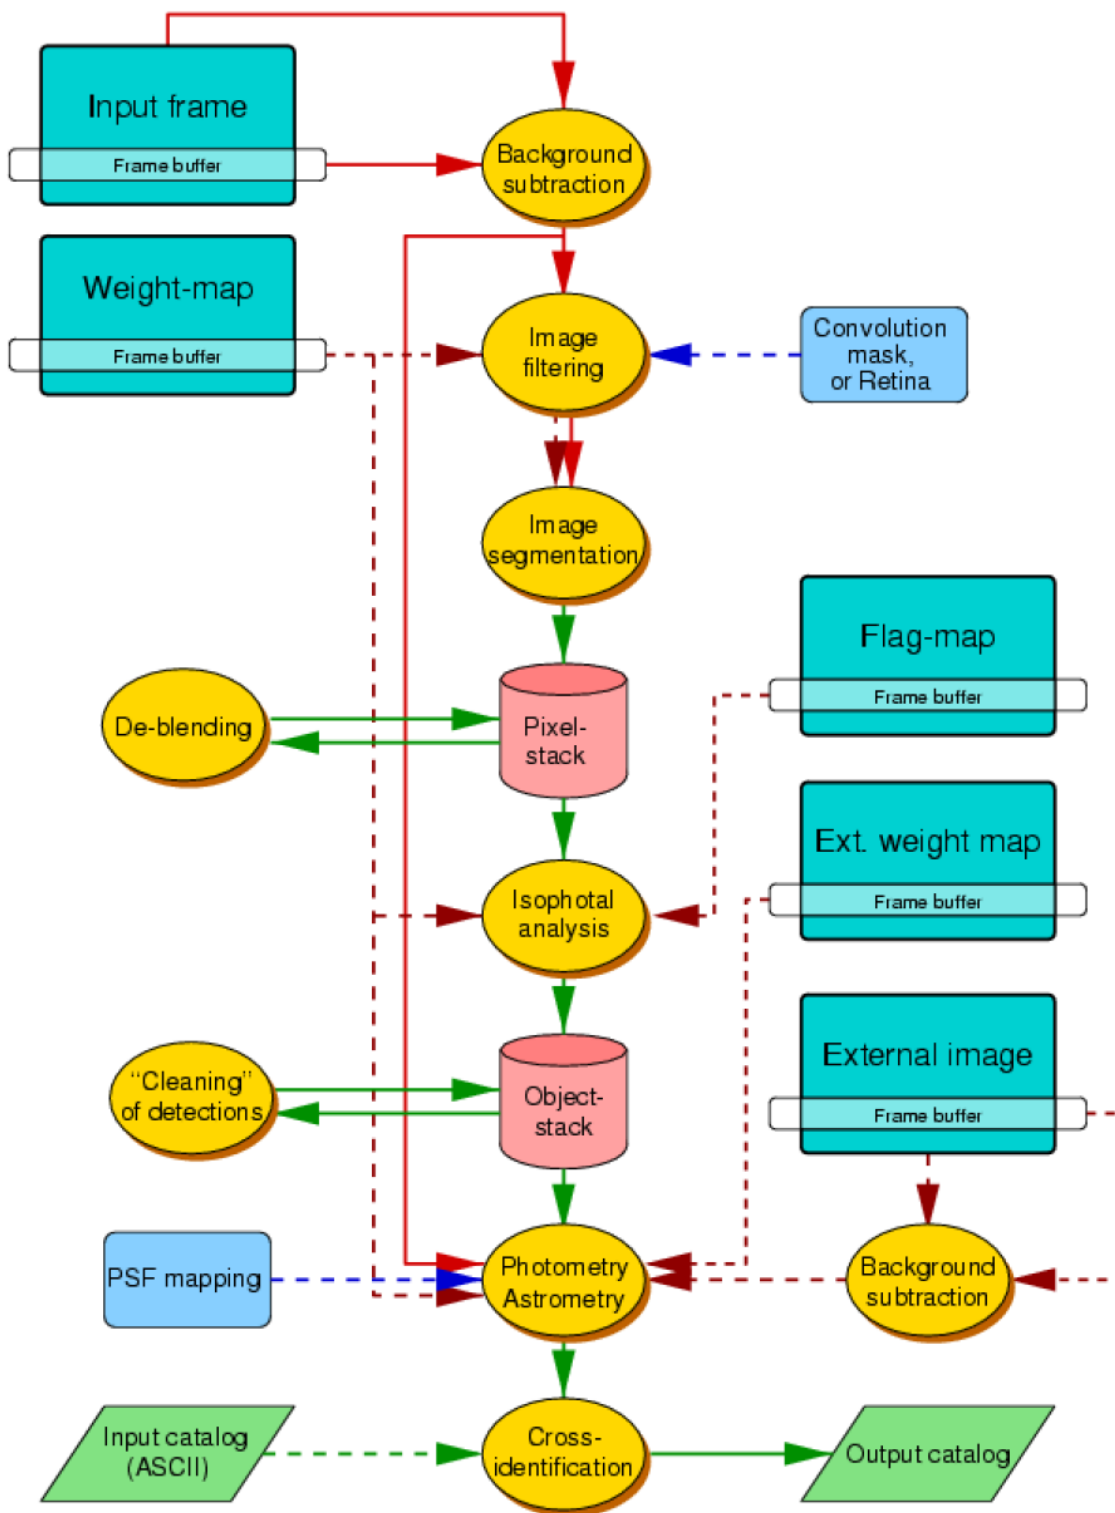 Input frame
Frame buffer
Background
subtraction
Weight-map
Frame buffer
Image
filtering
Convolution
mask,
or Retina
Image
segmentation
Flag-map
Frame buffer
De-blending
Pixel-
stack
Ext. weight map
Frame buffer
Isophotal
analysis
External image
Frame buffer
“Cleaning”
of detections
Object-
stack
PSF mapping
Photometry
Astrometry
Background
subtraction
Input catalog
(ASCII)
Cross-
identification
Output catalog